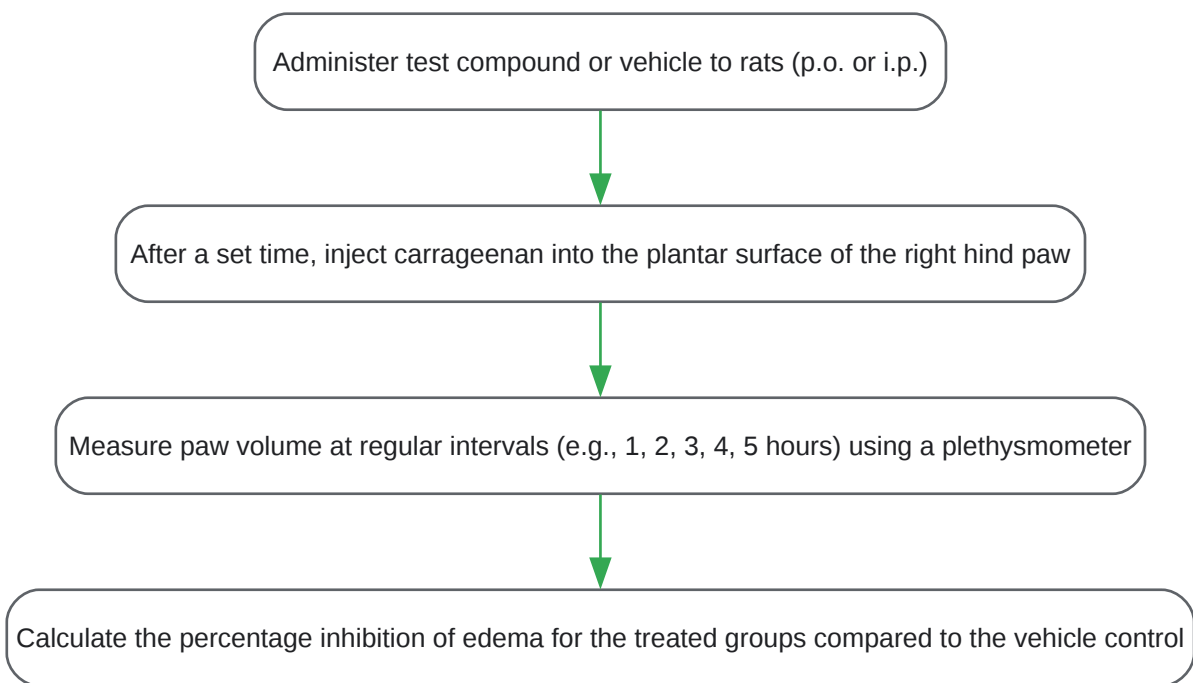 Administer test compound or vehicle to rats (p.o. or i.p.)
After a set time, inject carrageenan into the plantar surface of the right hind paw
Measure paw volume at regular intervals (e.g., 1, 2, 3, 4, 5 hours) using a plethysmometer
Calculate the percentage inhibition of edema for the treated groups compared to the vehicle control